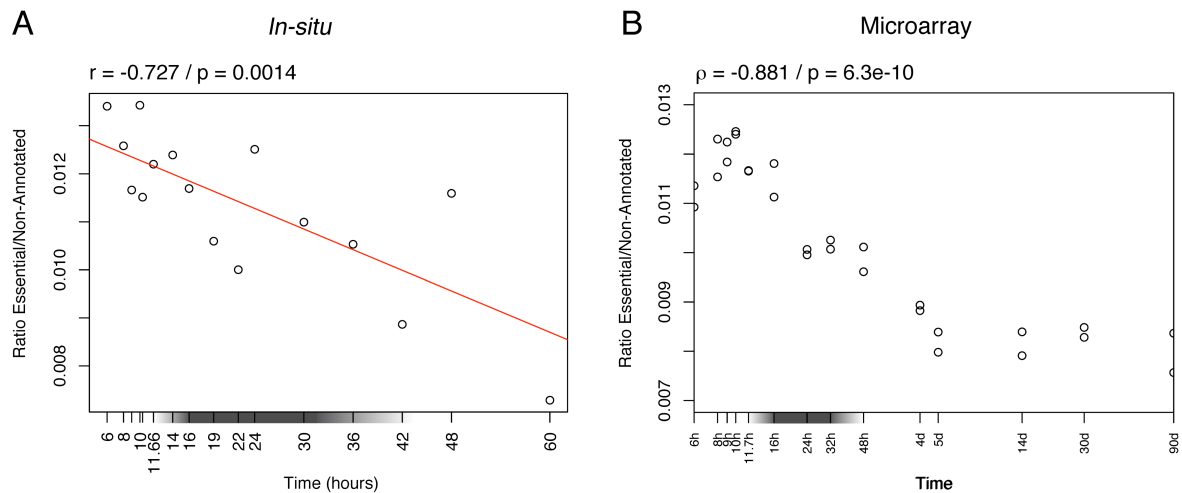 A
In-situ
r = -0.727 / p = 0.0014
Ratio Essential/Non-Annotated
0.012
0.010
0.008
6 8 10 11.66 14 16 19 22 24 30 36 42 48 60
Time (hours)
B
Microarray
ρ = -0.881 / p = 6.3e-10
Ratio Essential/Non-Annotated
0.013
0.011
0.009
0.007
6h 8h 9h 10h 11.7h 16h 24h 32h 48h 4d 5d 14d 30d 90d
Time